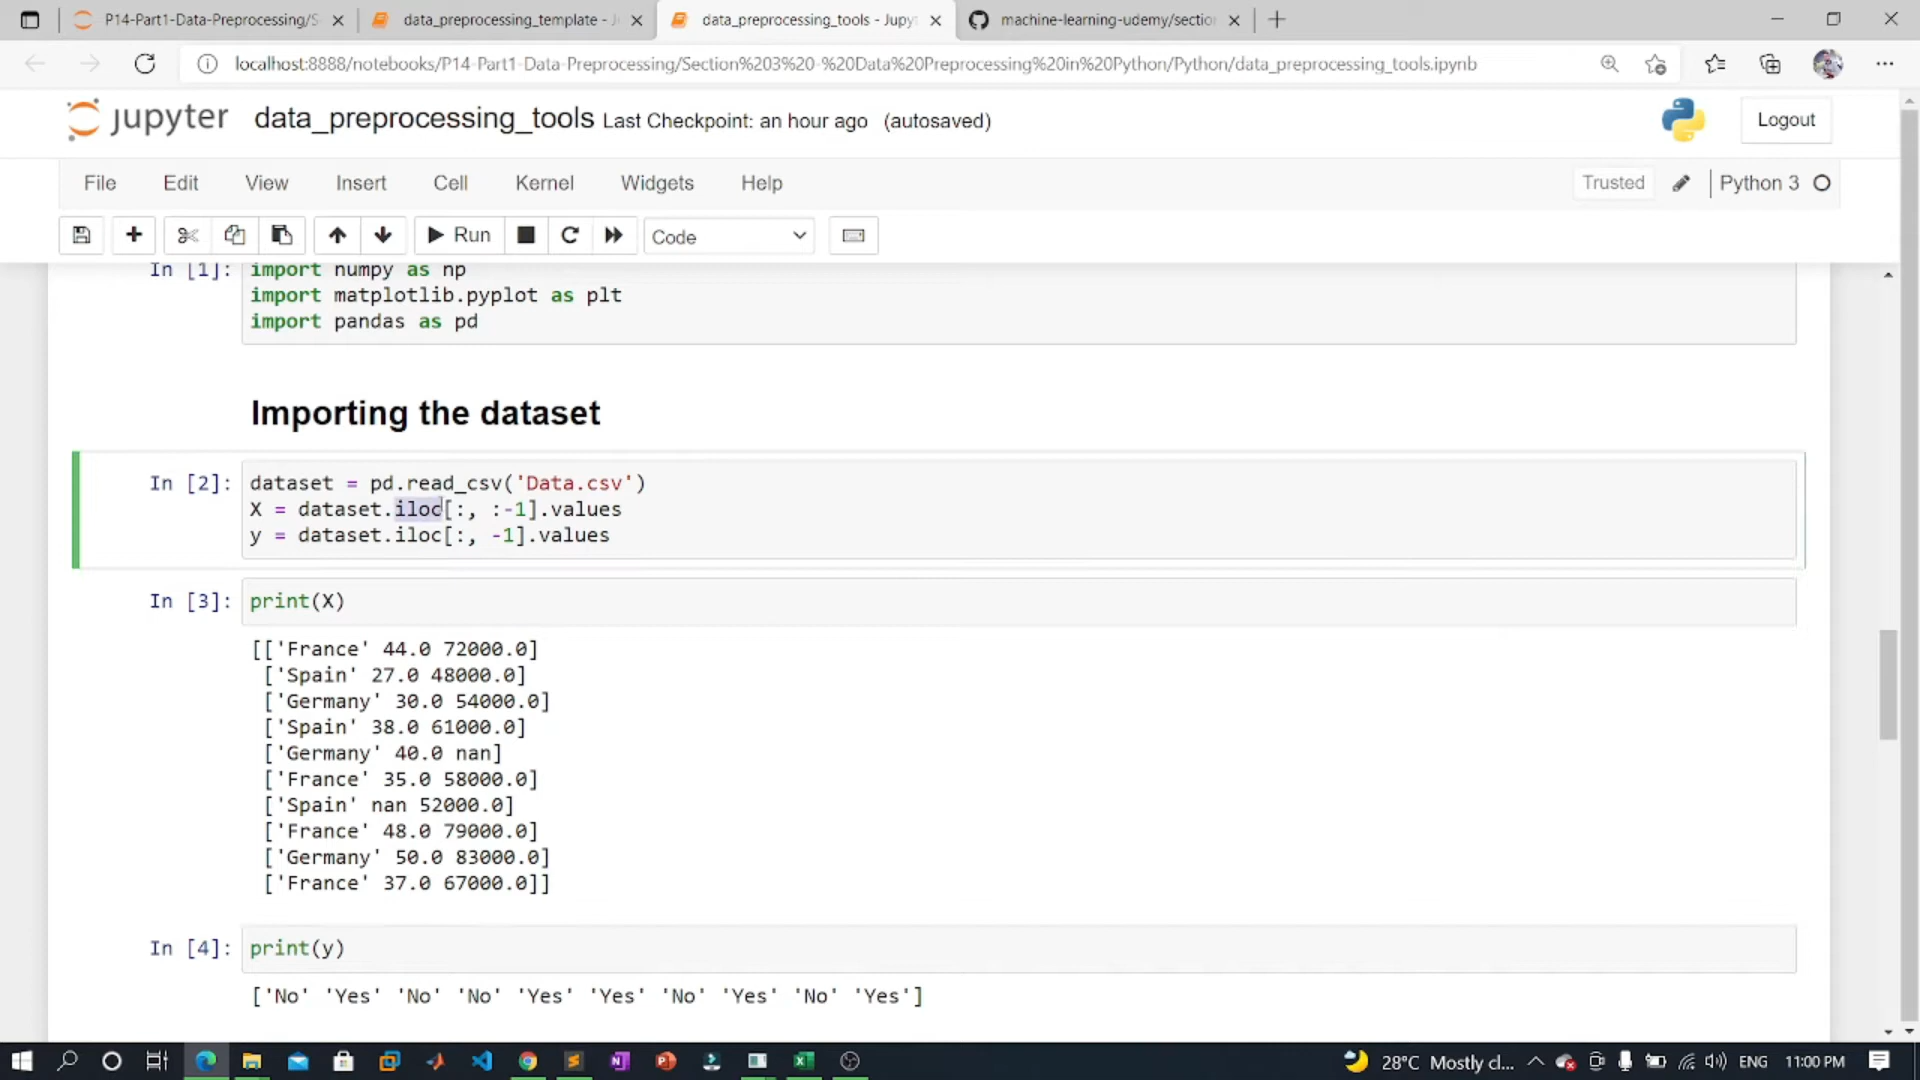 P14-Part1-Data-Preprocessing/S
data_preprocessing_template - J
data_preprocessing_tools - Jupyt
machine-learning-udemy/section
localhost:8888/notebooks/P14-Part1-Data-Preprocessing/Section%203%20-%20Data%20Preprocessing%20in%20Python/Python/data_preprocessing_tools.ipynb
jupyter data_preprocessing_tools Last Checkpoint: an hour ago (autosaved)
Logout
File Edit View Insert Cell Kernel Widgets Help
Trusted Python 3
Run Code
In [1]: import numpy as np
import matplotlib.pyplot as plt
import pandas as pd
Importing the dataset
In [2]: dataset = pd.read_csv('Data.csv')
X = dataset.iloc[:, :-1].values
y = dataset.iloc[:, -1].values
In [3]: print(X)
[['France' 44.0 72000.0]
['Spain' 27.0 48000.0]
['Germany' 30.0 54000.0]
['Spain' 38.0 61000.0]
['Germany' 40.0 nan]
['France' 35.0 58000.0]
['Spain' nan 52000.0]
['France' 48.0 79000.0]
['Germany' 50.0 83000.0]
['France' 37.0 67000.0]]
In [4]: print(y)
['No' 'Yes' 'No' 'No' 'Yes' 'Yes' 'No' 'Yes' 'No' 'Yes']
28°C Mostly cl... ENG 11:00 PM